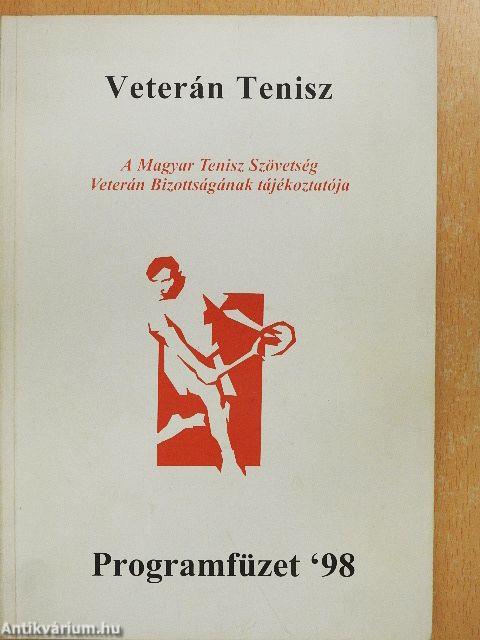 Veterán Tenisz
A Magyar Tenisz Szövetség
Veterán Bizottságának tájékoztatója
Programfüzet ‘98
Antikvárium.hu